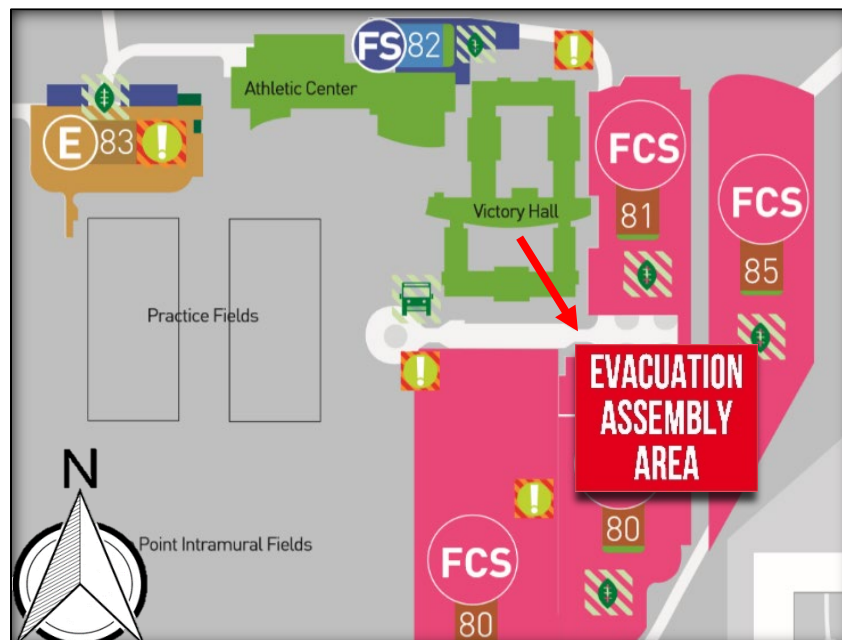 FS 82
Athletic Center
E 83
FCS
81
FCS
85
Victory Hall
Practice Fields
EVACUATION
ASSEMBLY
AREA
N
Point Intramural Fields
80
FCS
80